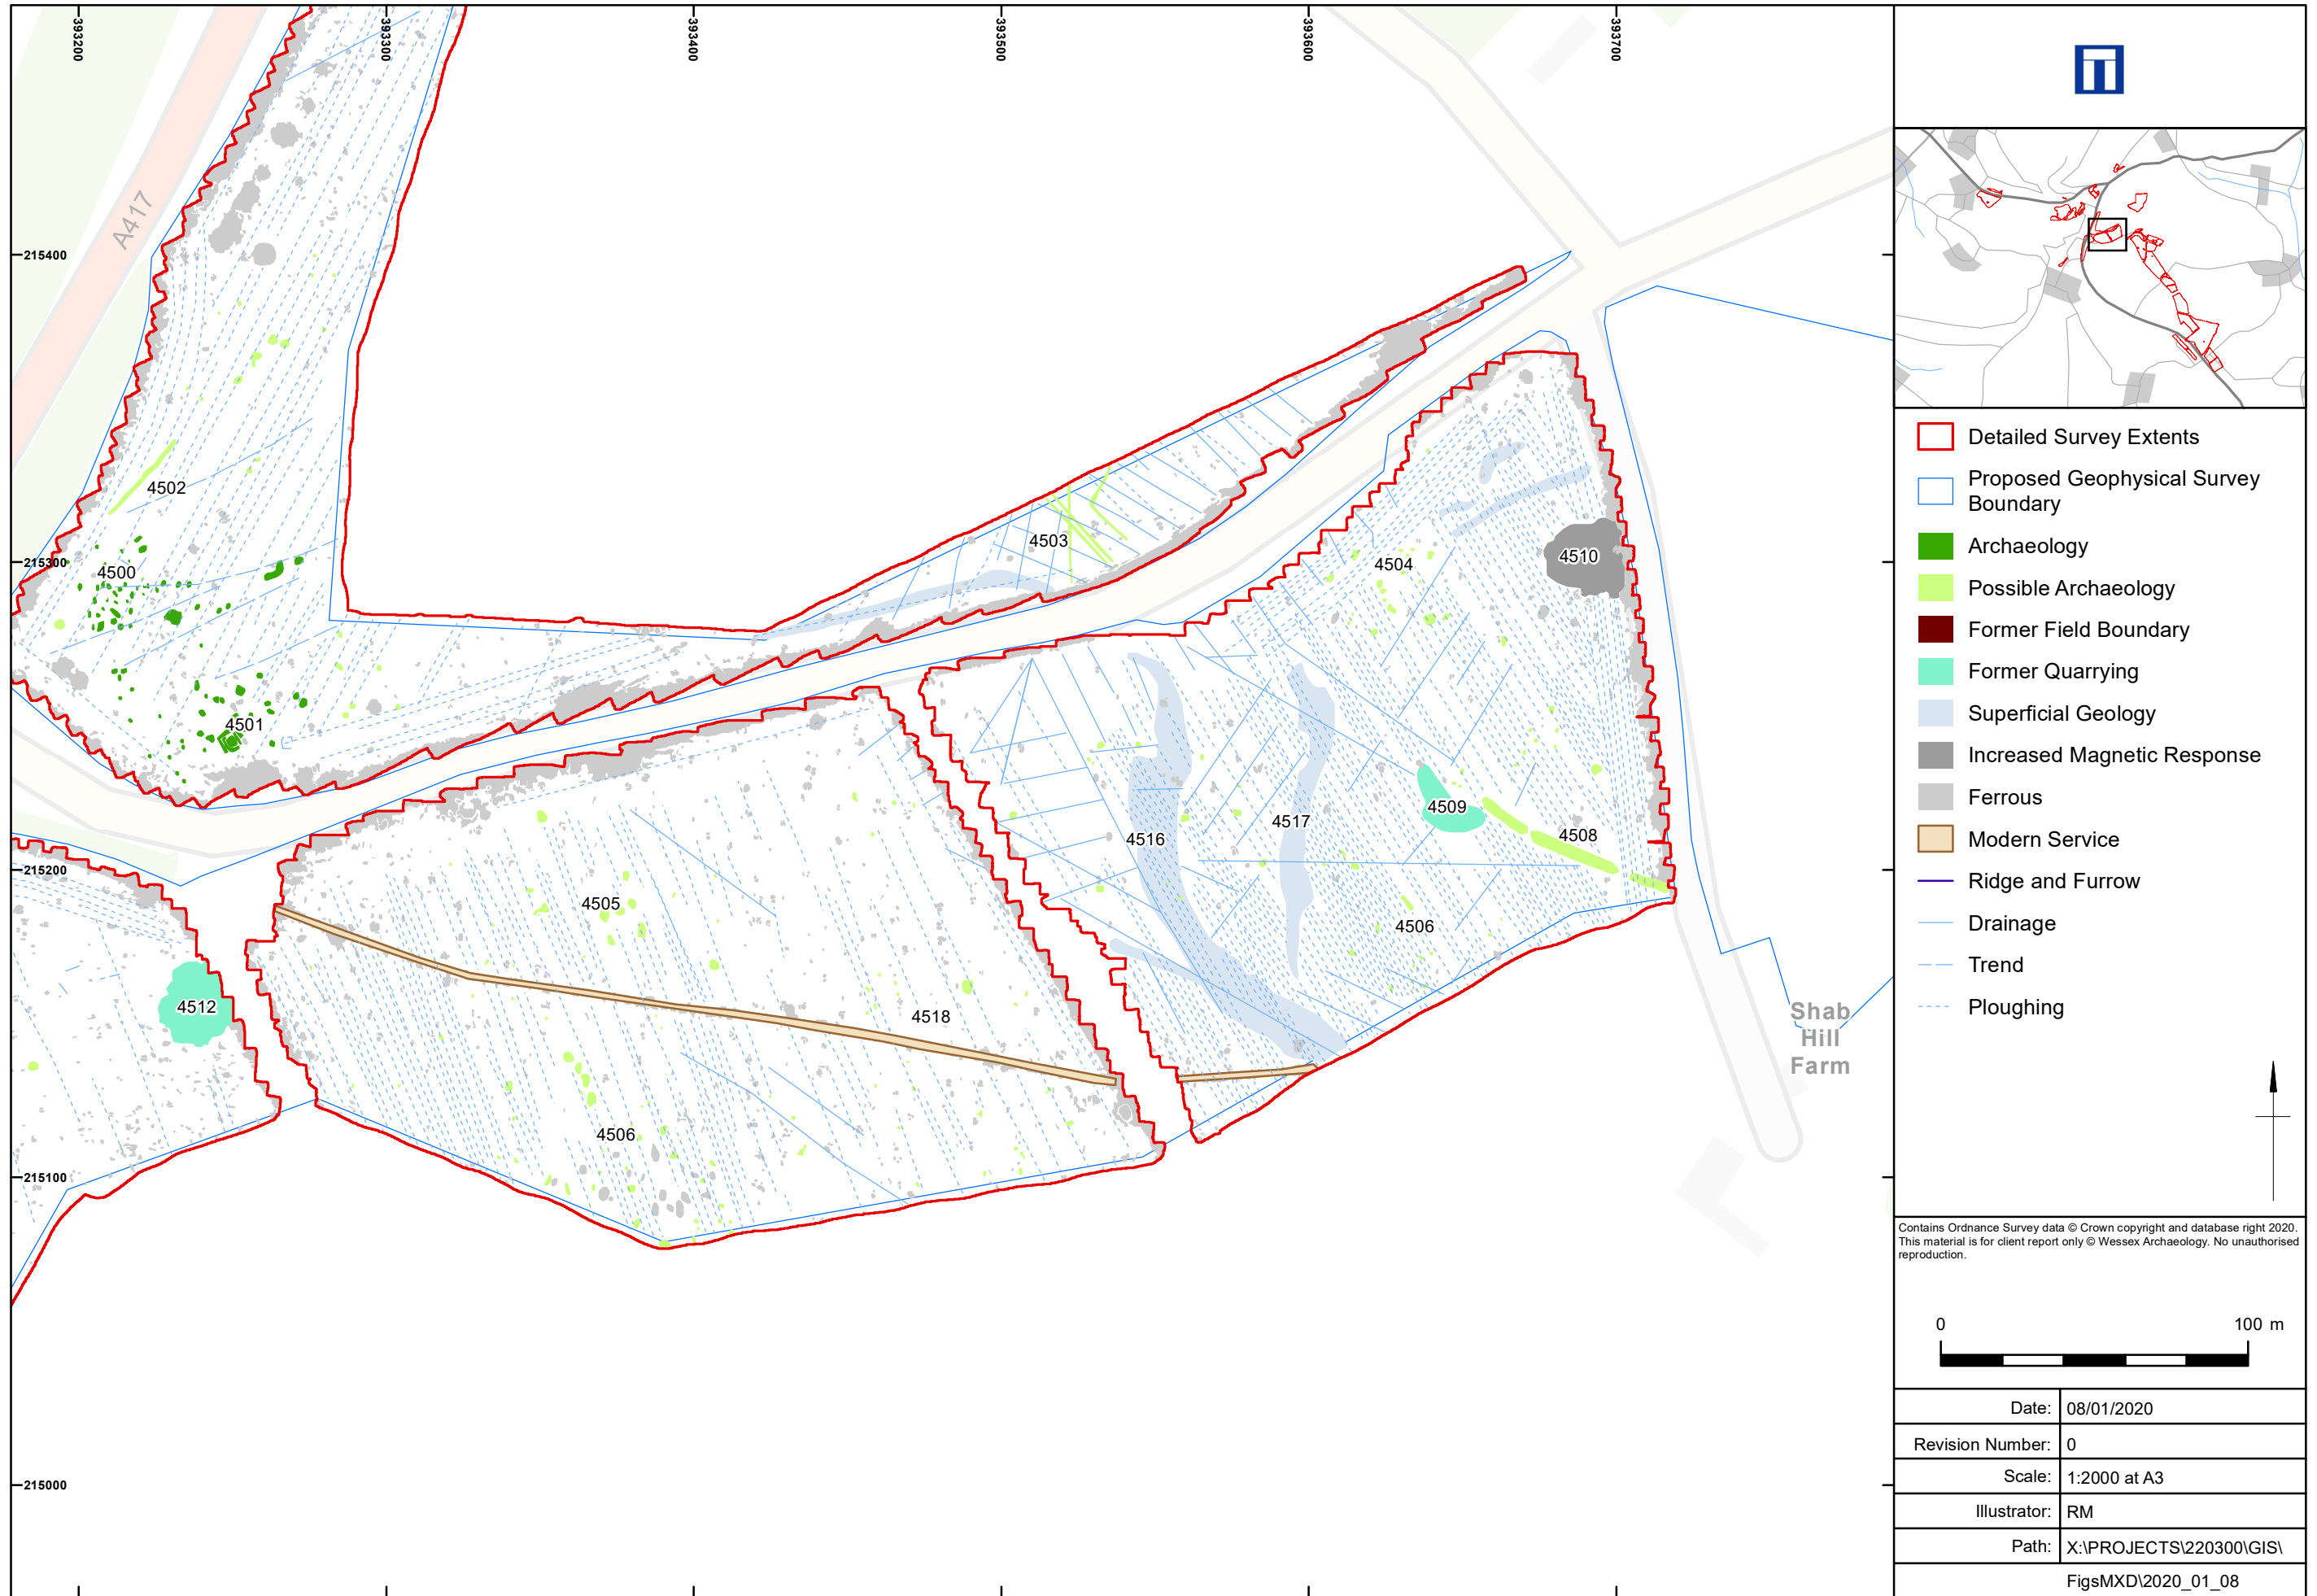 393200
393300
393400
393500
393600
393700
A417
215400
4502
4503
215300
4500
4504
4510
4501
4516
4517
4509
4508
215200
4505
4506
4512
4518
Shab
Hill
Farm
4506
215100
215000
Detailed Survey Extents
Proposed Geophysical Survey
Boundary
Archaeology
Possible Archaeology
Former Field Boundary
Former Quarrying
Superficial Geology
Increased Magnetic Response
Ferrous
Modern Service
Ridge and Furrow
Drainage
Trend
Ploughing
Contains Ordnance Survey data © Crown copyright and database right 2020.
This material is for client report only © Wessex Archaeology. No unauthorised
reproduction.
0 100 m
Date: 08/01/2020
Revision Number: 0
Scale: 1:2000 at A3
Illustrator: RM
Path: X:\PROJECTS\220300\GIS\
FigsMXD\2020_01_08